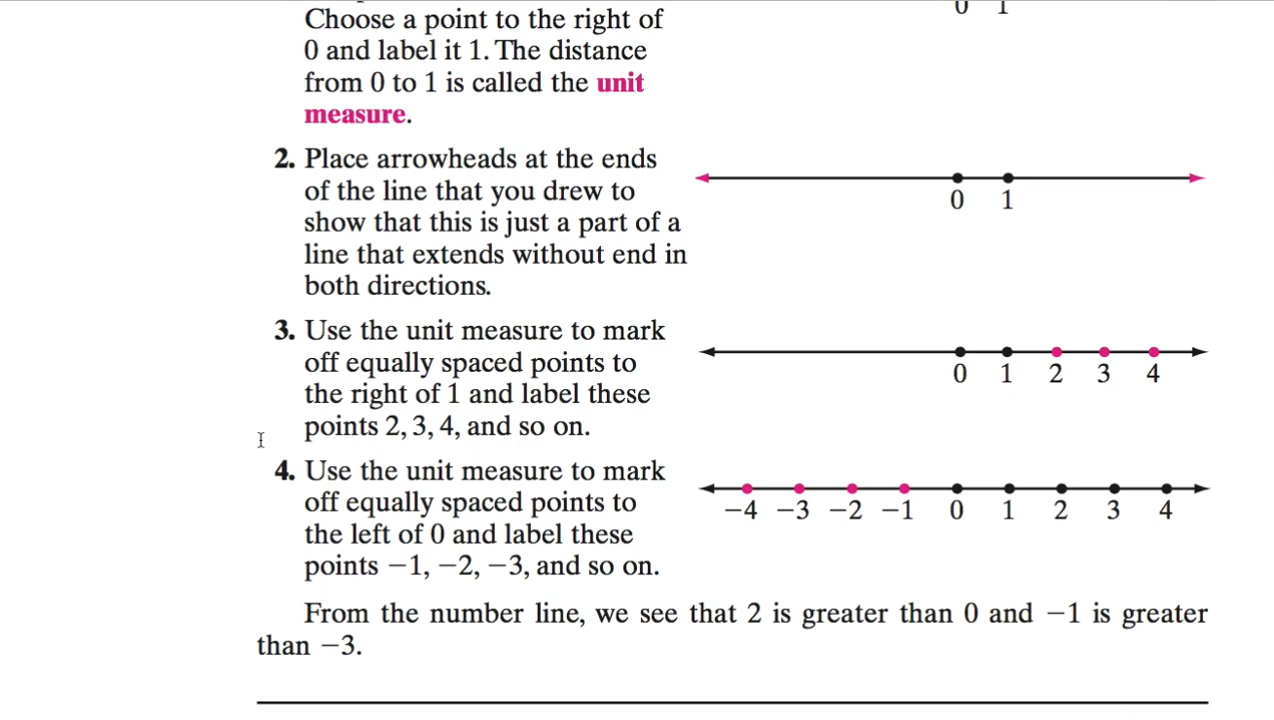 0 1
Choose a point to the right of
0 and label it 1. The distance
from 0 to 1 is called the unit
measure.
2. Place arrowheads at the ends
of the line that you drew to
show that this is just a part of a
line that extends without end in
both directions.
0 1
3. Use the unit measure to mark
off equally spaced points to
the right of 1 and label these
points 2, 3, 4, and so on.
0 1 2 3 4
4. Use the unit measure to mark
off equally spaced points to
the left of 0 and label these
points −1, −2, −3, and so on.
−4 −3 −2 −1 0 1 2 3 4
From the number line, we see that 2 is greater than 0 and −1 is greater
than −3.